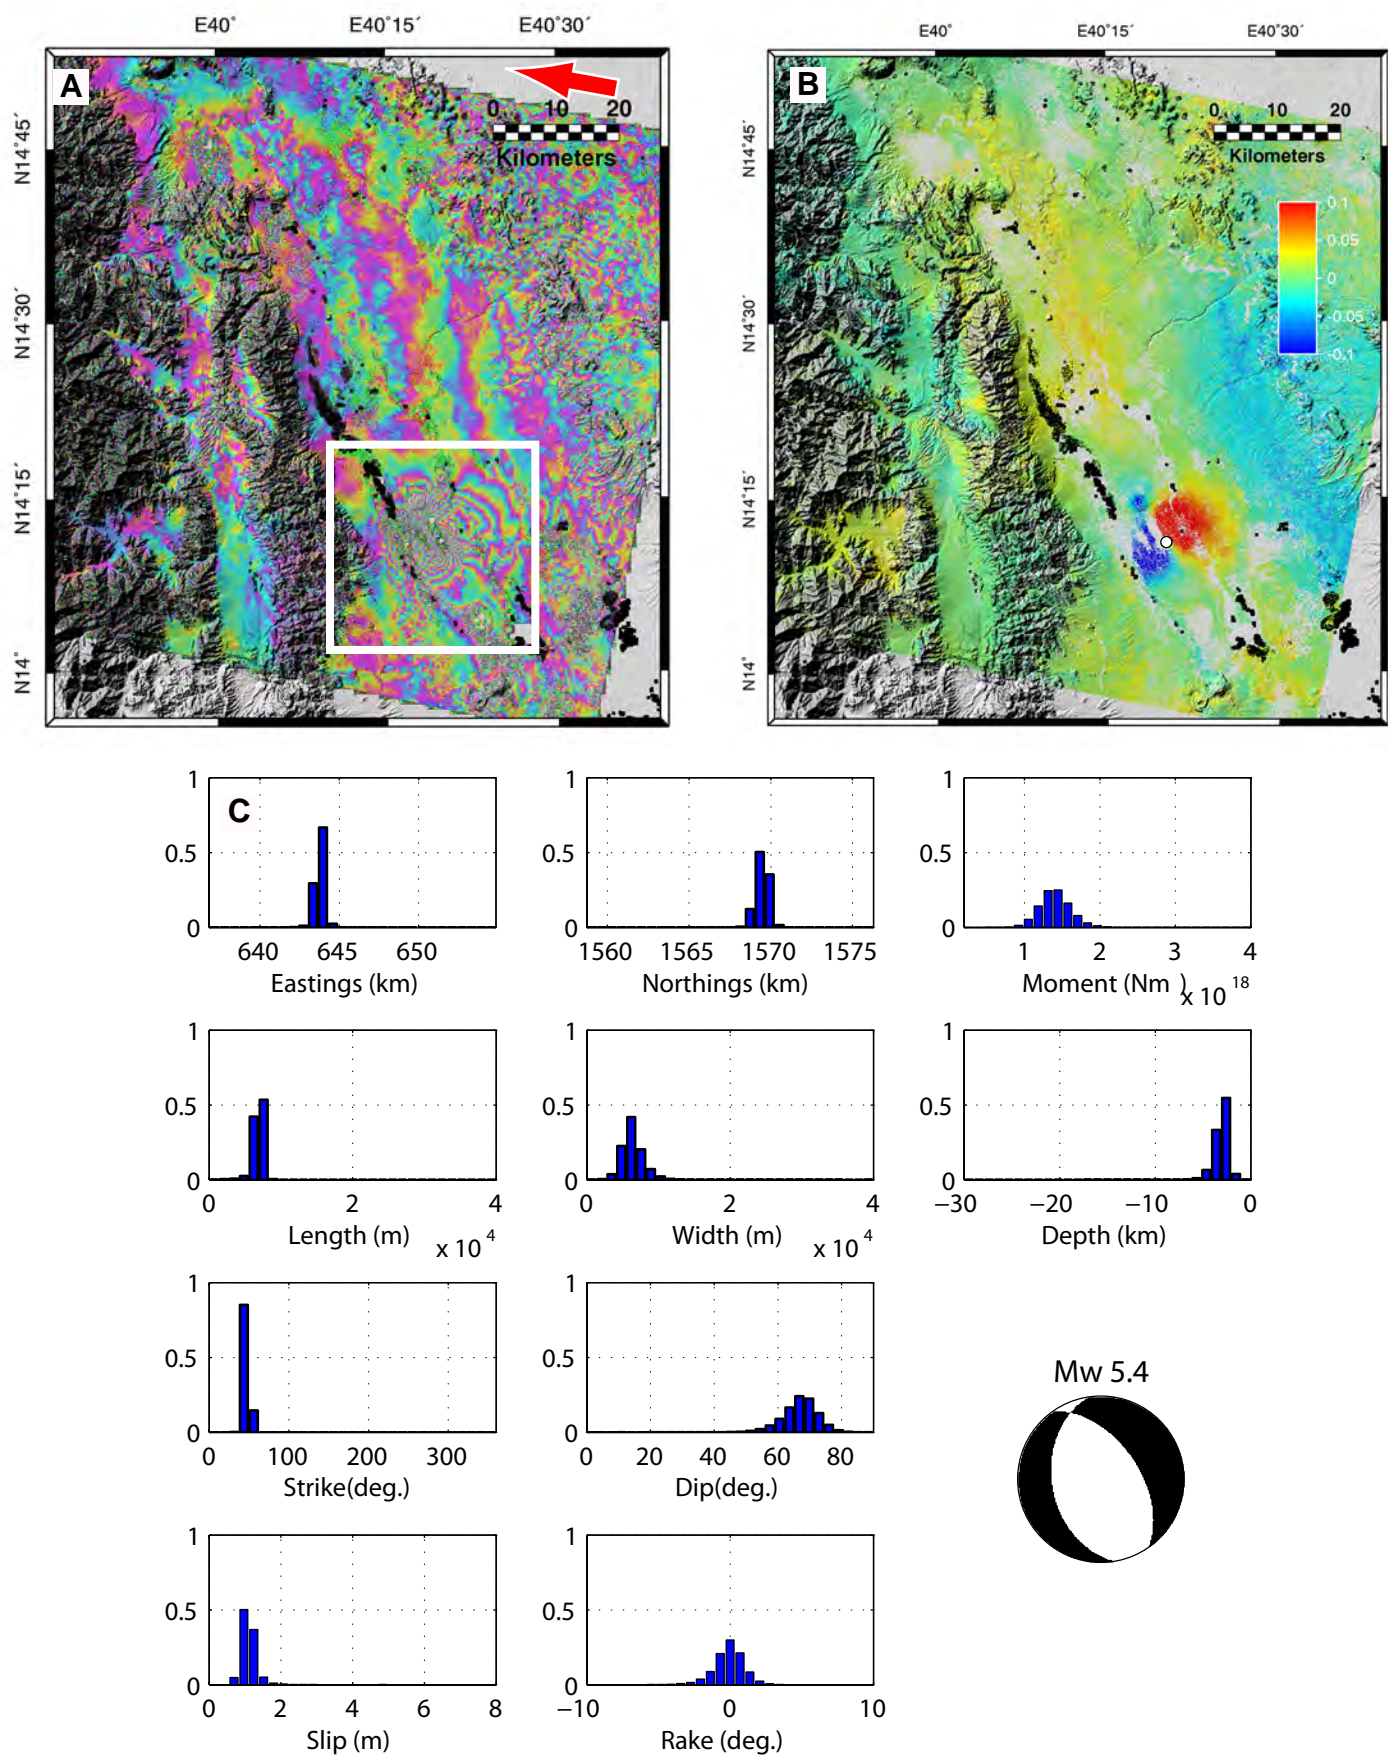 E40° E40°15´ E40°30´
E40° E40°15´ E40°30´
A
0 10 20
Kilometers
N14°45´
N14°30´
N14°15´
N14°
B
0 10 20
Kilometers
N14°45´
N14°30´
N14°15´
N14°
0.1
0.05
0
-0.05
-0.1
C
1
0.5
0
640 645 650
Eastings (km)
1
0.5
0
1560 1565 1570 1575
Northings (km)
1
0.5
0
1 2 3 4
Moment (Nm )
x 10 18
1
0.5
0
0 2 4
Length (m)
x 10 4
1
0.5
0
0 2 4
Width (m)
x 10 4
1
0.5
0
−30 −20 −10 0
Depth (km)
1
0.5
0
0 100 200 300
Strike(deg.)
1
0.5
0
0 20 40 60 80
Dip(deg.)
Mw 5.4
1
0.5
0
0 2 4 6 8
Slip (m)
1
0.5
0
−10 0 10
Rake (deg.)